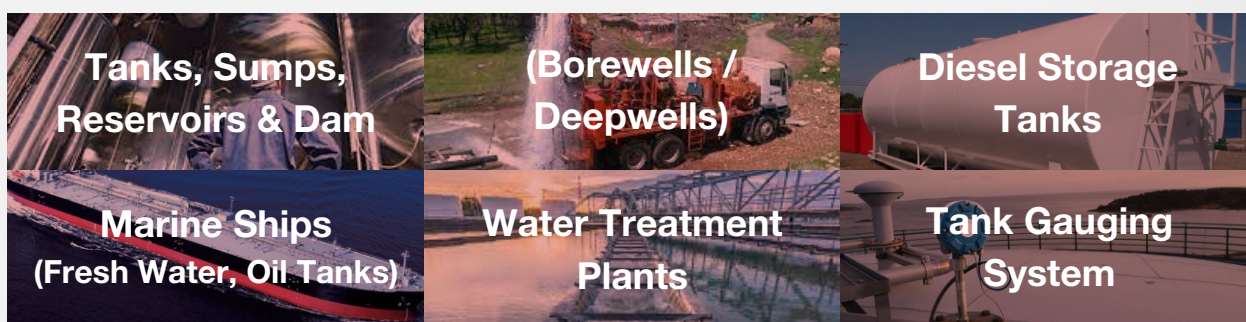 Tanks, Sumps,
Reservoirs & Dam
(Borewells /
Deepwells)
Diesel Storage
Tanks
Marine Ships
(Fresh Water, Oil Tanks)
Water Treatment
Plants
Tank Gauging
System